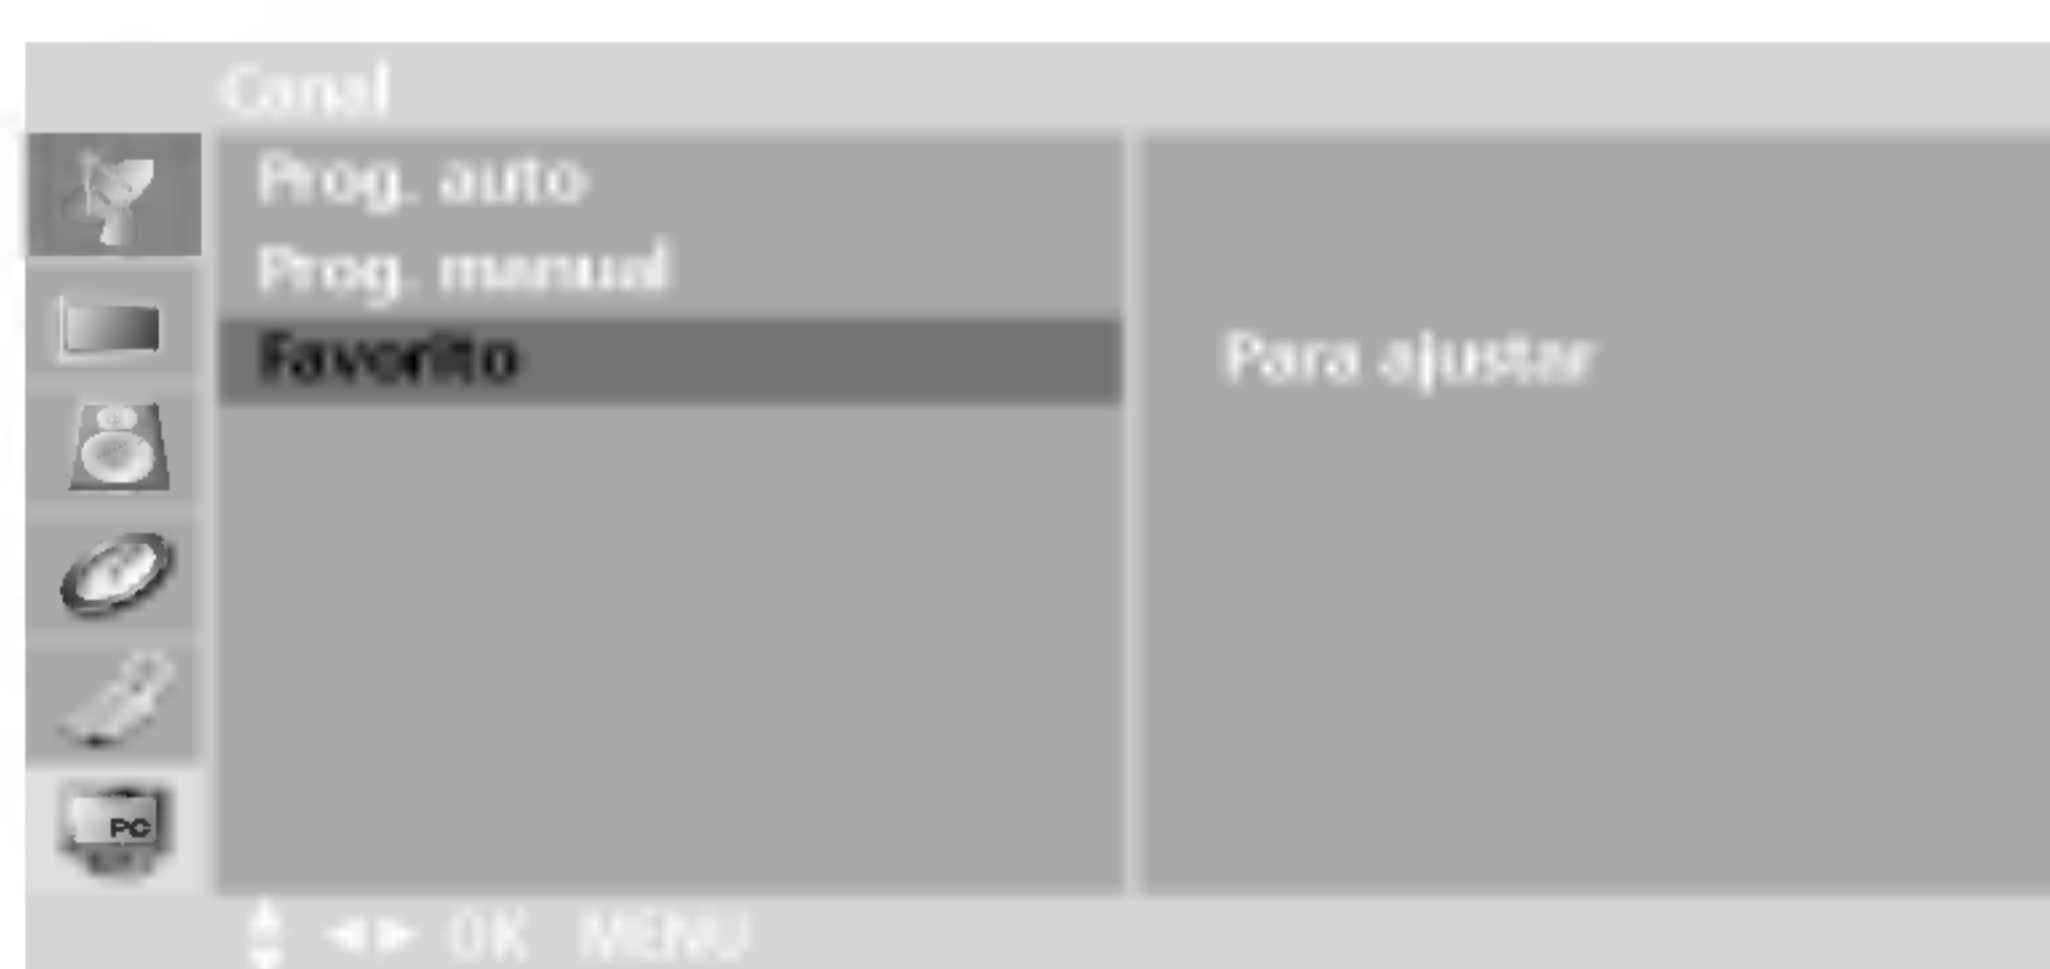 Canal
Prog. auto
Prog. manual
Favorito
Para ajustar
PC
OK MENU